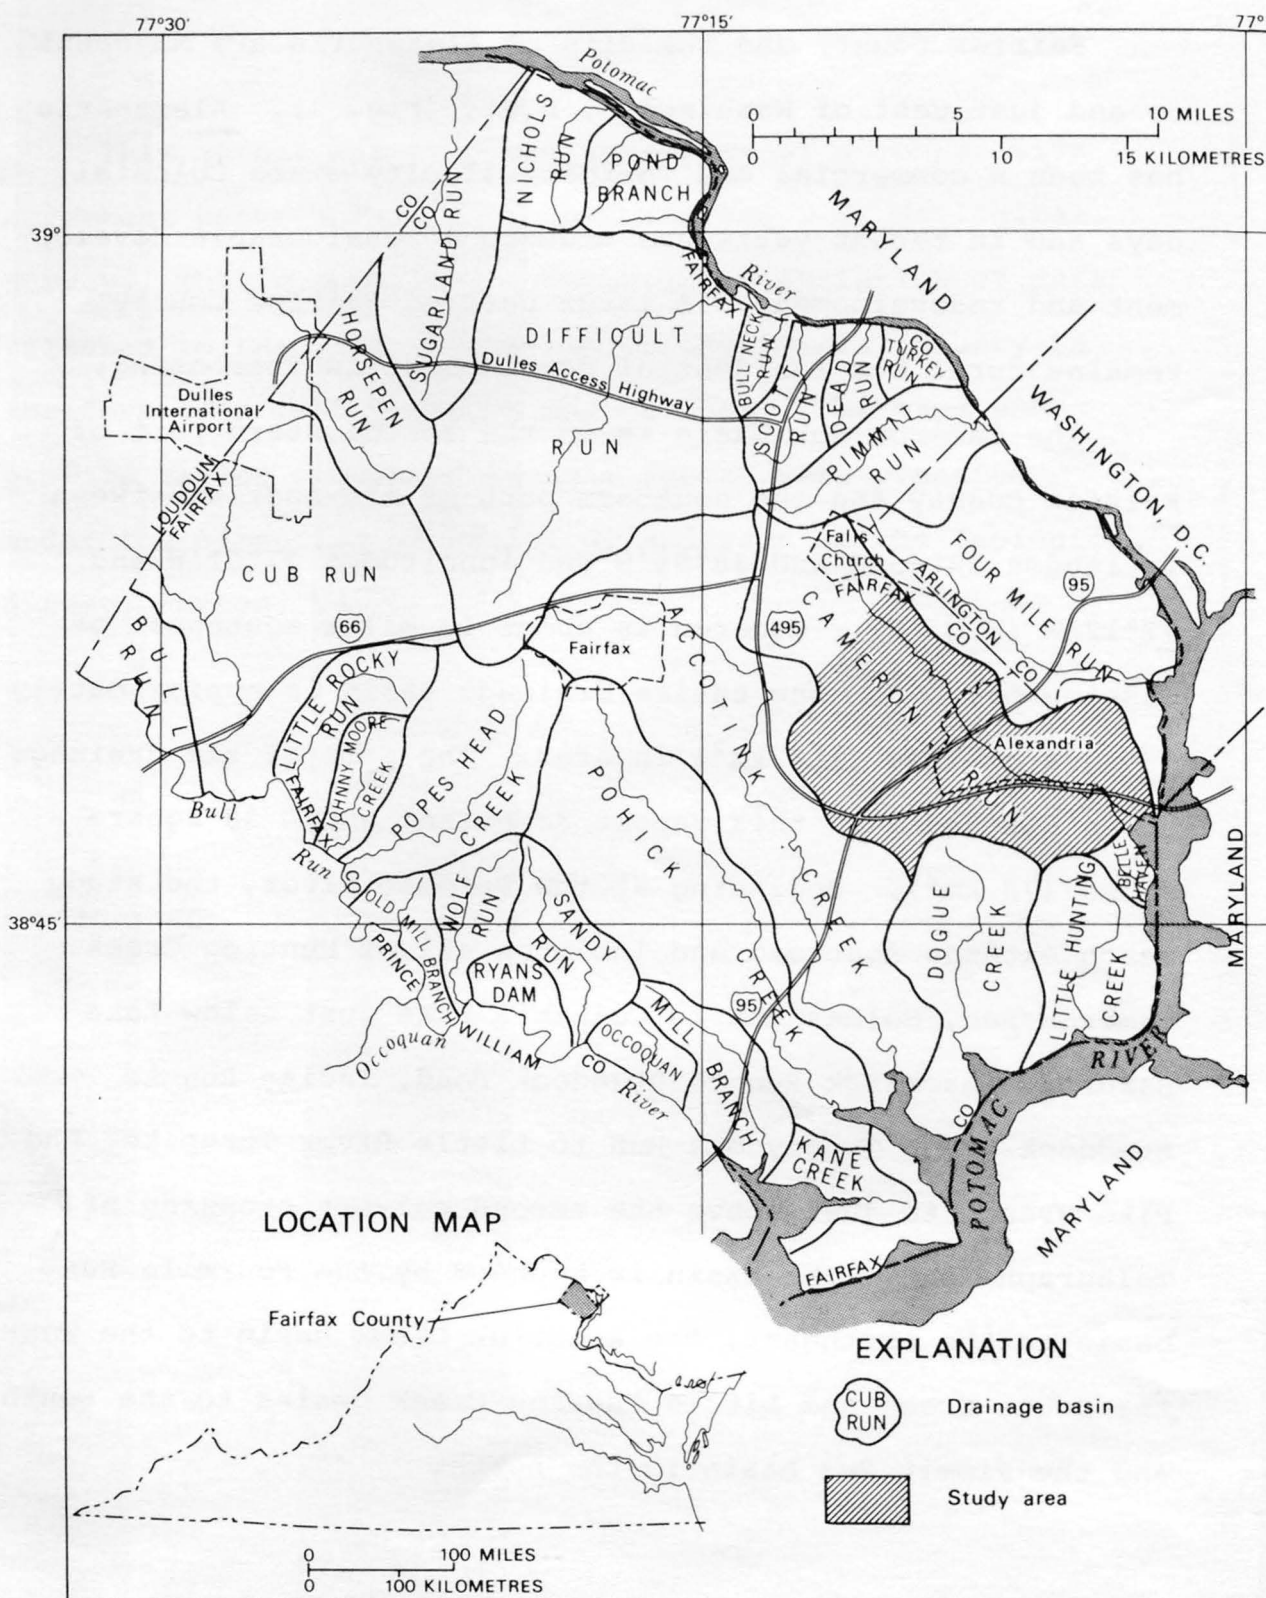 77°30′
77°15′
77°
Potomac
0 5 10 MILES
0 10 15 KILOMETRES
NICHOLS
RUN
POND
BRANCH
MARYLAND
39°
CO
CO
SUGARLAND RUN
FAIRFAX
River
HORSEPEN
RUN
DIFFICULT
RUN
Dulles Access Highway
BULL NECK
RUN
SCOTT
RUN
DEAD
RUN
CO
TURKEY
RUN
WASHINGTON, D.C.
Dulles
International
Airport
PIMMIT
RUN
LOUDOUN
FAIRFAX
CUB RUN
Falls
Church
FAIRFAX
CO
ARLINGTON
CO
FOUR MILE RUN
95
66
495
BULL
RUN
Fairfax
ACCOTINK
CREEK
CAMERON
RUN
Alexandria
LITTLE ROCKY
RUN
JOHNNY MOORE
CREEK
POPES HEAD
CREEK
POHICK
CREEK
Bull
Run
FAIRFAX
CO
BELLE
HAVEN
MARYLAND
38°45′
OLD MILL BRANCH
WOLF
RUN
SANDY
RUN
RYANS
DAM
DOGUE
CREEK
LITTLE HUNTING
CREEK
PRINCE
WILLIAM
CO
Occoquan
River
OCCOQUAN
MILL
BRANCH
95
KANE
CREEK
CO
POTOMAC
RIVER
MARYLAND
FAIRFAX
LOCATION MAP
Fairfax County
0 100 MILES
0 100 KILOMETRES
EXPLANATION
CUB
RUN
Drainage basin
Study area